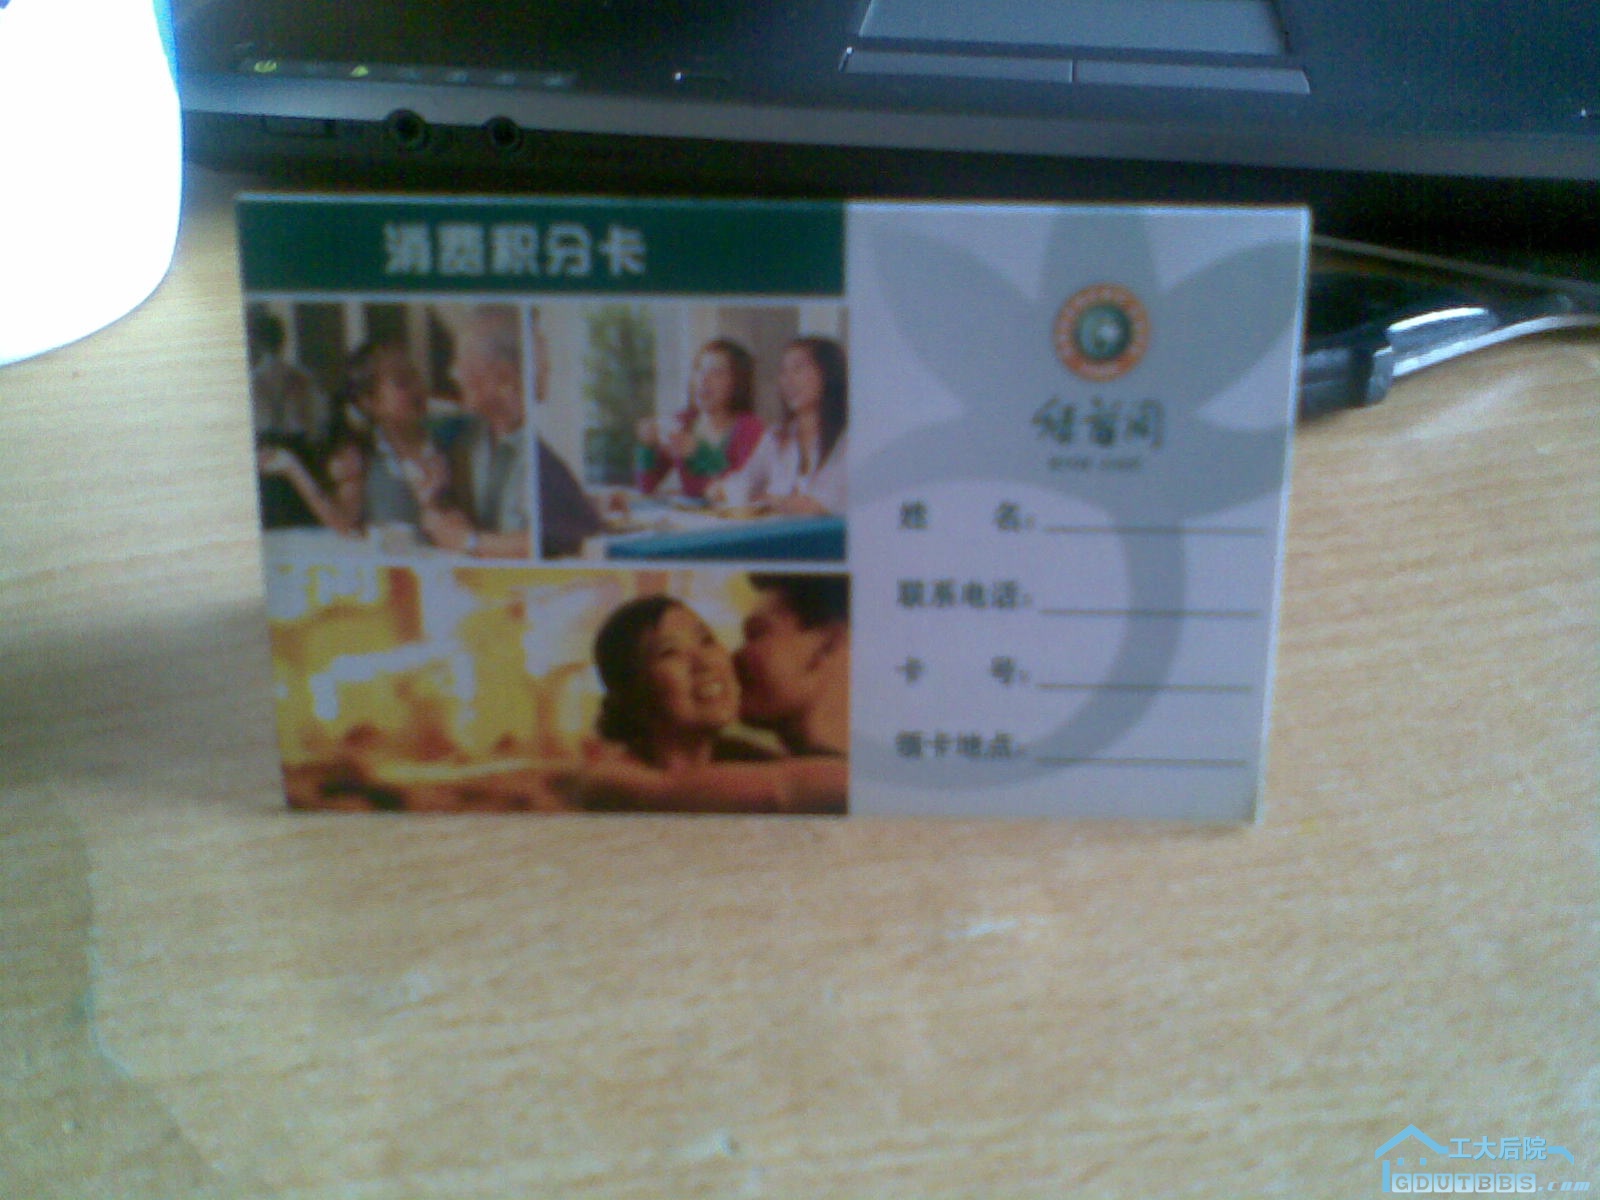 消费积分卡
姓 名:
联系电话:
卡 号:
领卡地点:
工大后院
GDUTBBS.com